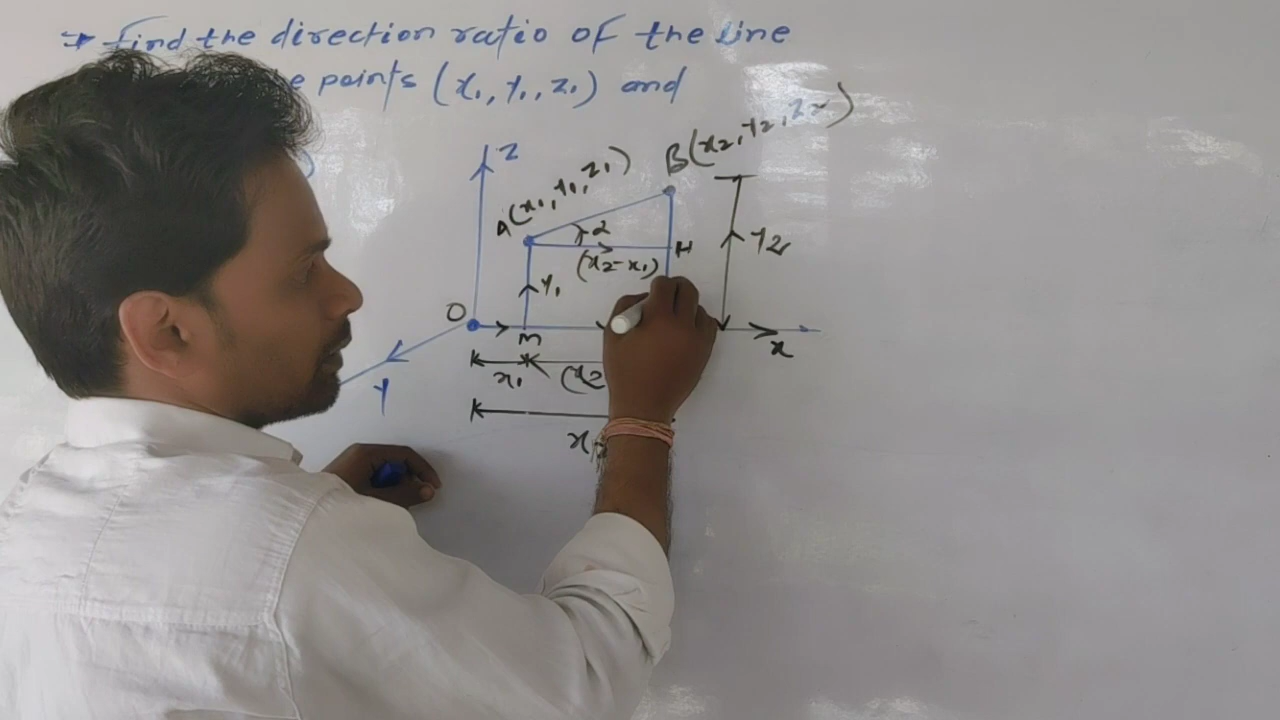 → Find the direction ratio of the line
points (x₁, y₁, z₁) and
)
z
B(x₂, y₂, z₂)
A(x₁, y₁, z₁)
α
H
y₂
(x₂-x₁)
y₁
O
M
x
x₁
(x₂
y
x